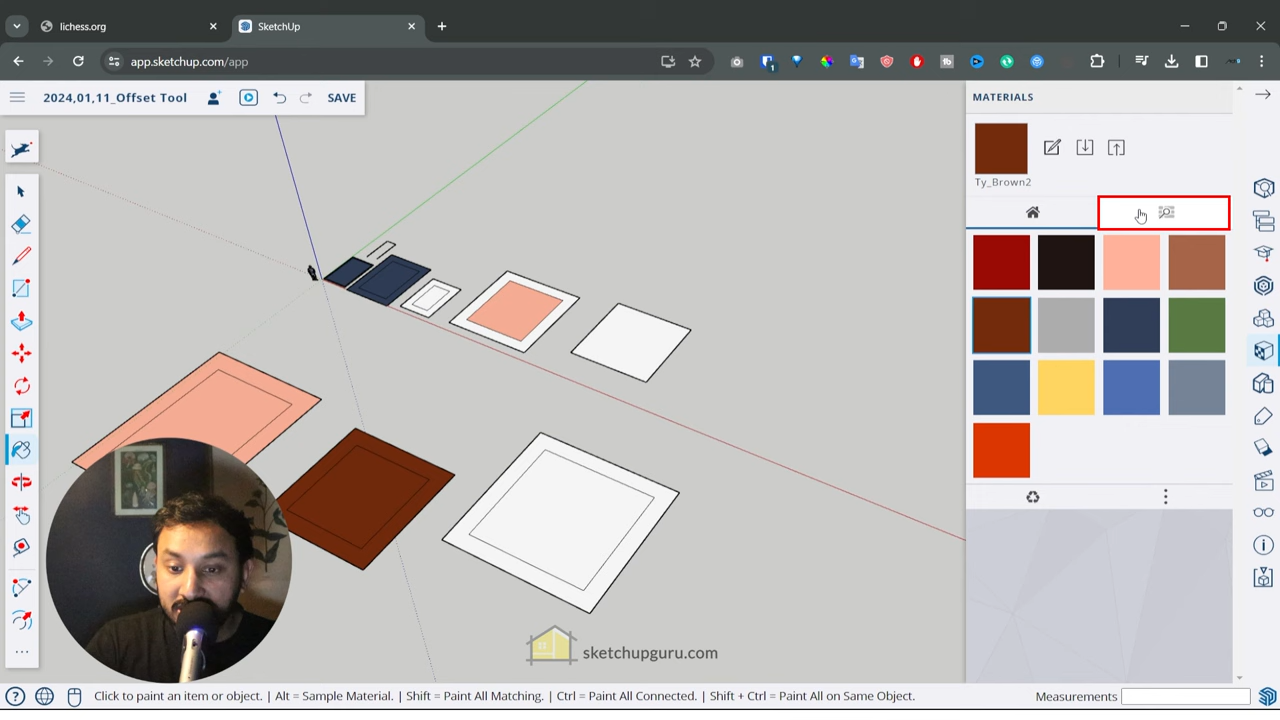 lichess.org
SketchUp
app.sketchup.com/app
1
2024,01,11_Offset Tool
SAVE
MATERIALS
Ty_Brown2
sketchupguru.com
Click to paint an item or object. | Alt = Sample Material. | Shift = Paint All Matching. | Ctrl = Paint All Connected. | Shift + Ctrl = Paint All on Same Object.
Measurements